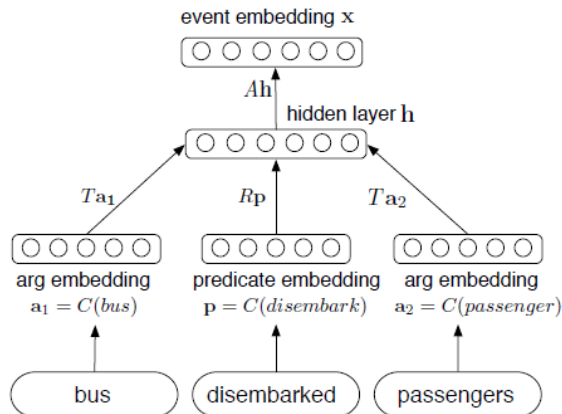 event embedding x
Ah
hidden layer h
Ta₁ Rp Ta₂
arg embedding predicate embedding arg embedding
a₁ = C(bus) p = C(disembark) a₂ = C(passenger)
bus disembarked passengers